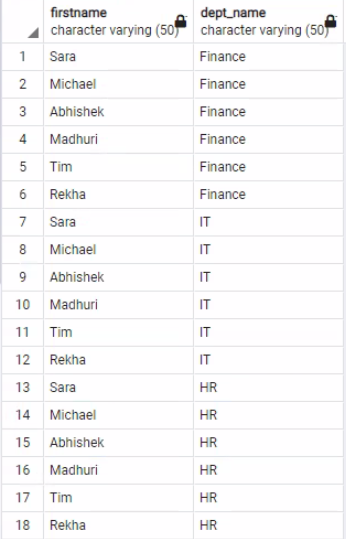 firstname dept_name
character varying (50) character varying (50)
1 Sara Finance
2 Michael Finance
3 Abhishek Finance
4 Madhuri Finance
5 Tim Finance
6 Rekha Finance
7 Sara IT
8 Michael IT
9 Abhishek IT
10 Madhuri IT
11 Tim IT
12 Rekha IT
13 Sara HR
14 Michael HR
15 Abhishek HR
16 Madhuri HR
17 Tim HR
18 Rekha HR